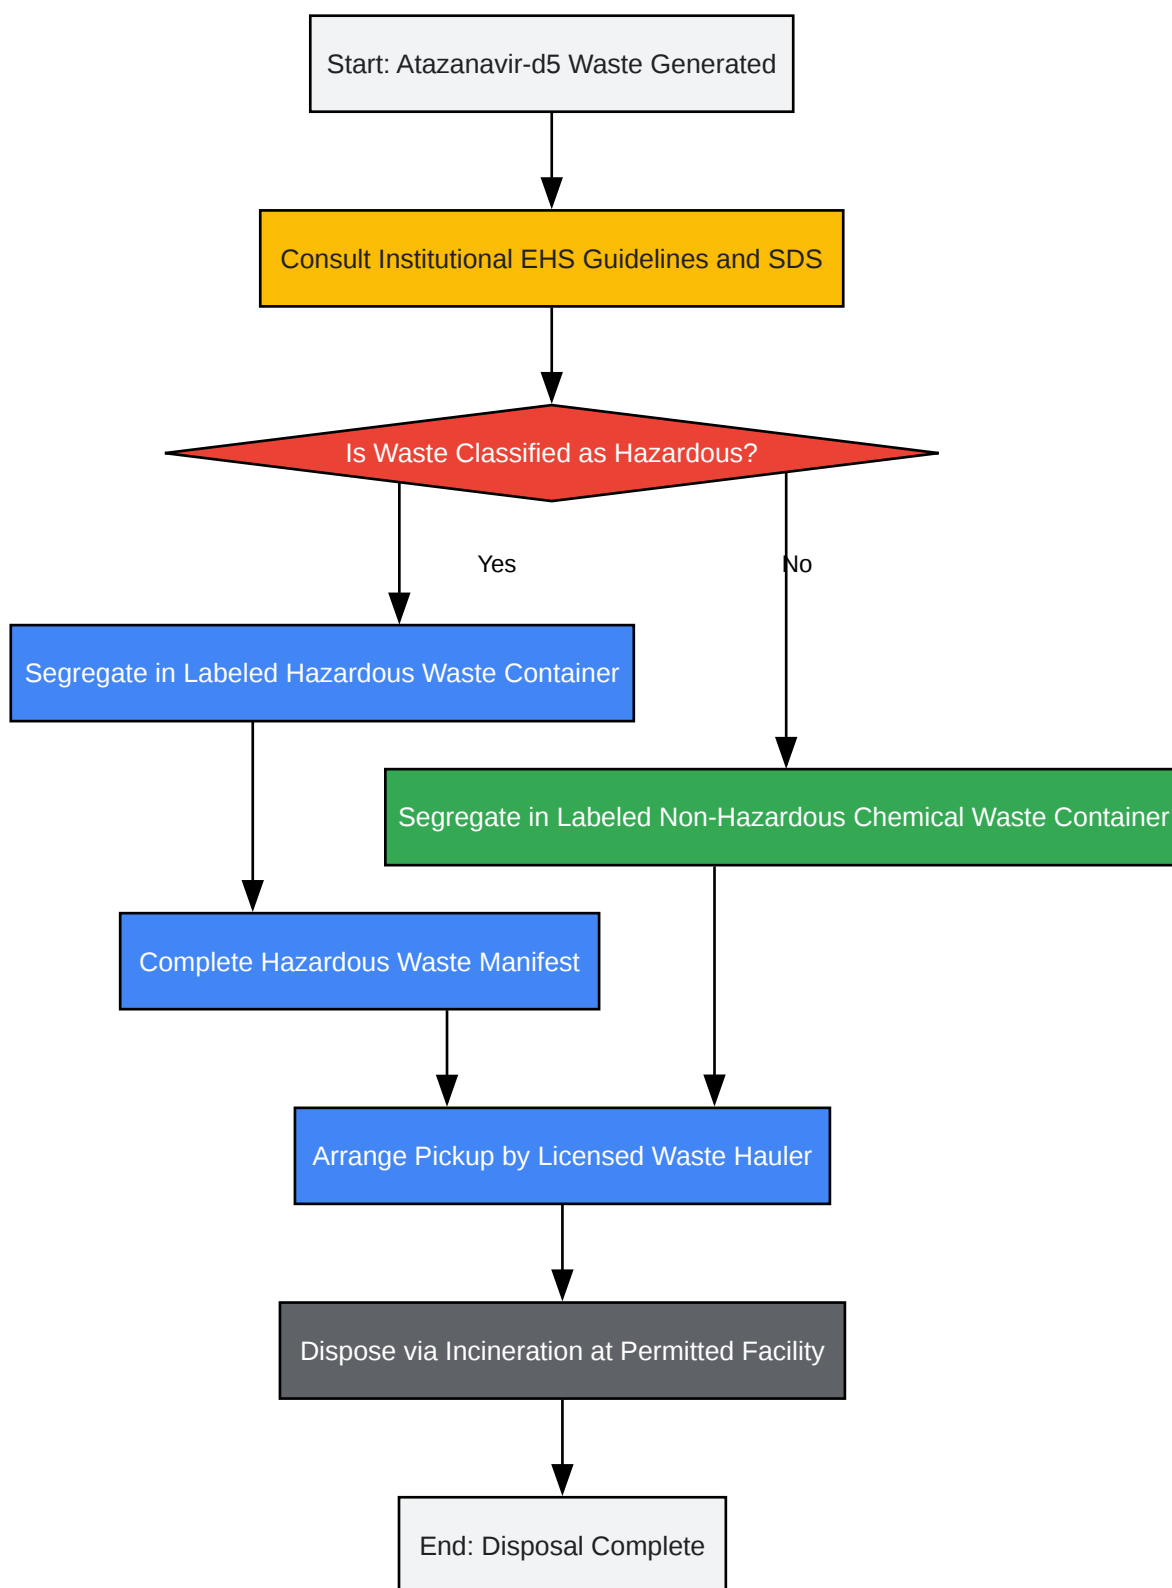 Start: Atazanavir-d5 Waste Generated
Consult Institutional EHS Guidelines and SDS
Is Waste Classified as Hazardous?
Yes
No
Segregate in Labeled Hazardous Waste Container
Segregate in Labeled Non-Hazardous Chemical Waste Container
Complete Hazardous Waste Manifest
Arrange Pickup by Licensed Waste Hauler
Dispose via Incineration at Permitted Facility
End: Disposal Complete